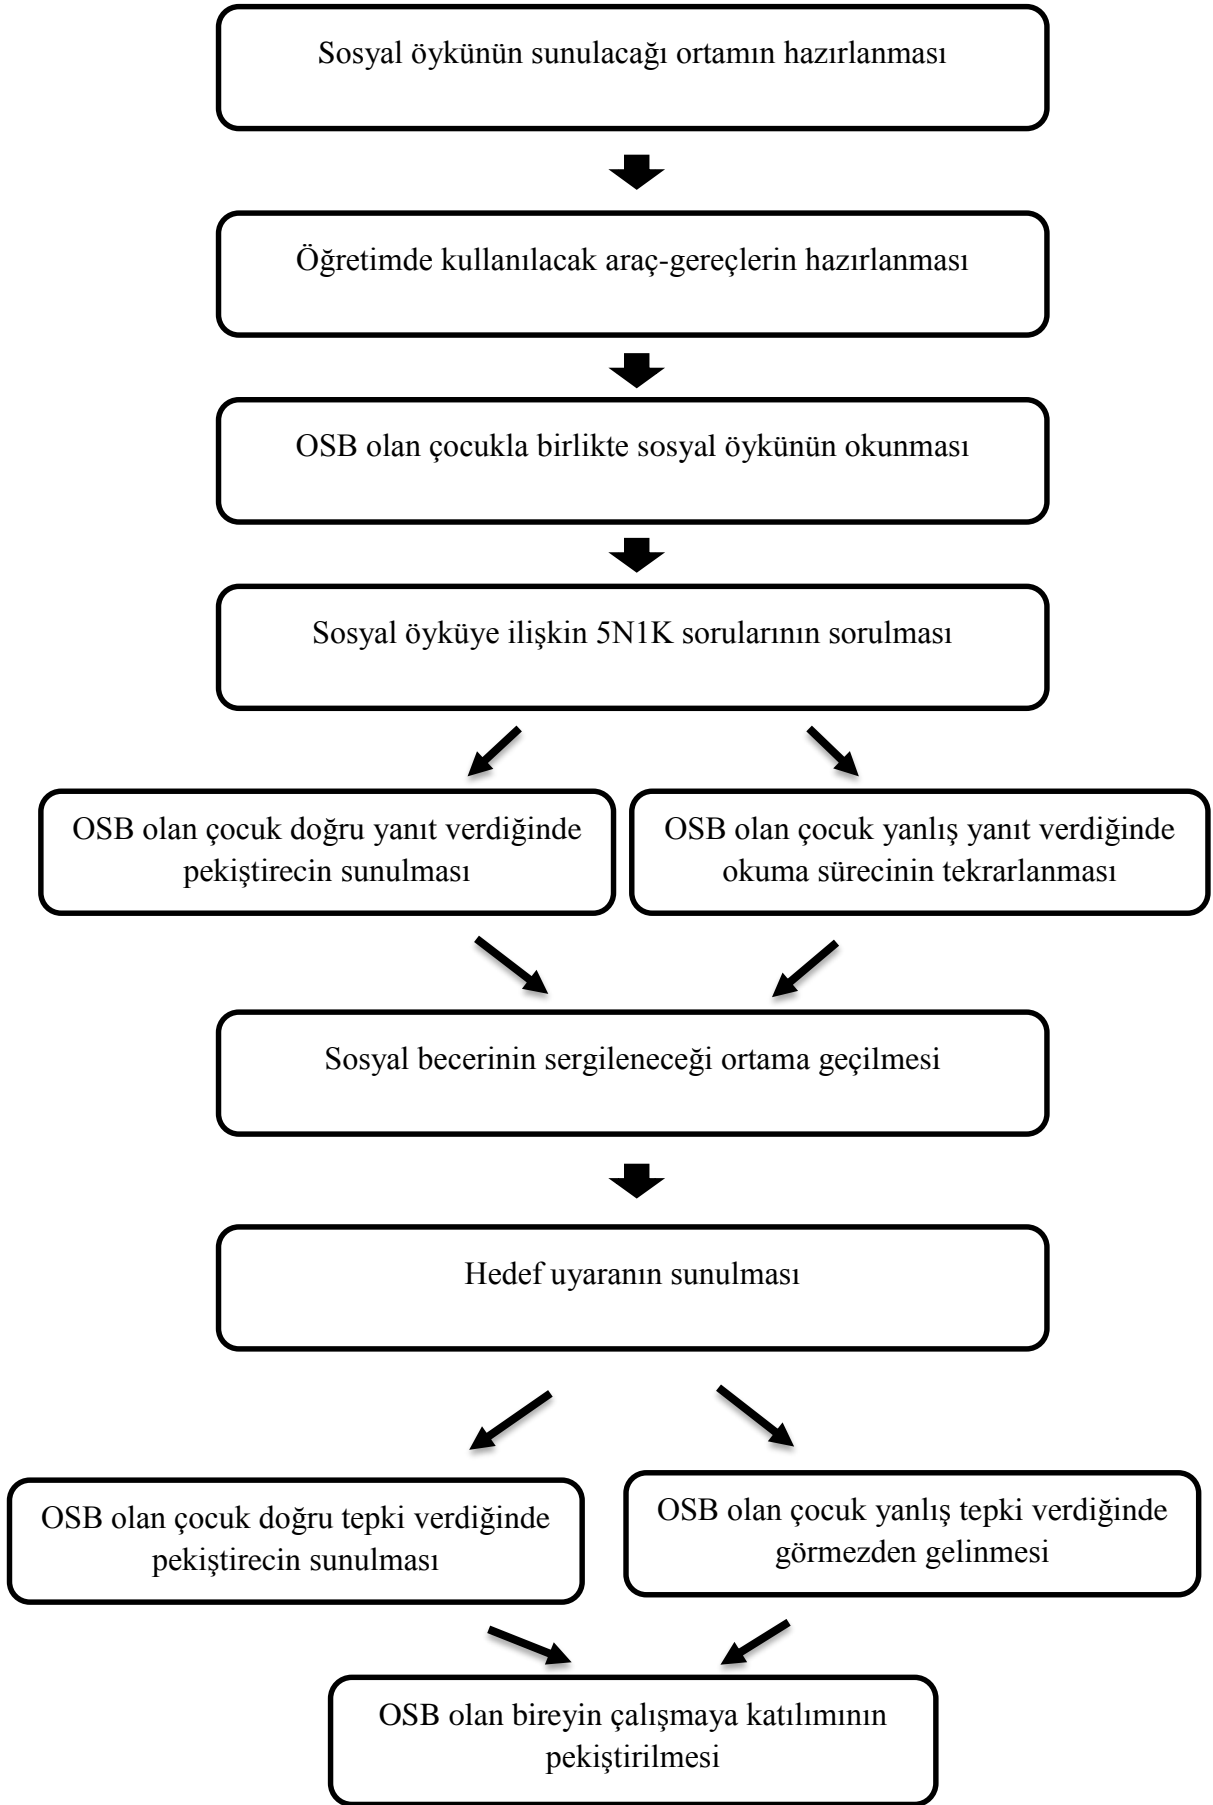 Sosyal öykünün sunulacağı ortamın hazırlanması
Öğretimde kullanılacak araç-gereçlerin hazırlanması
OSB olan çocukla birlikte sosyal öykünün okunması
Sosyal öyküye ilişkin 5N1K sorularının sorulması
OSB olan çocuk doğru yanıt verdiğinde
pekiştirecin sunulması
OSB olan çocuk yanlış yanıt verdiğinde
okuma sürecinin tekrarlanması
Sosyal becerinin sergileneceği ortama geçilmesi
Hedef uyaranın sunulması
OSB olan çocuk doğru tepki verdiğinde
pekiştirecin sunulması
OSB olan çocuk yanlış tepki verdiğinde
görmezden gelinmesi
OSB olan bireyin çalışmaya katılımının
pekiştirilmesi